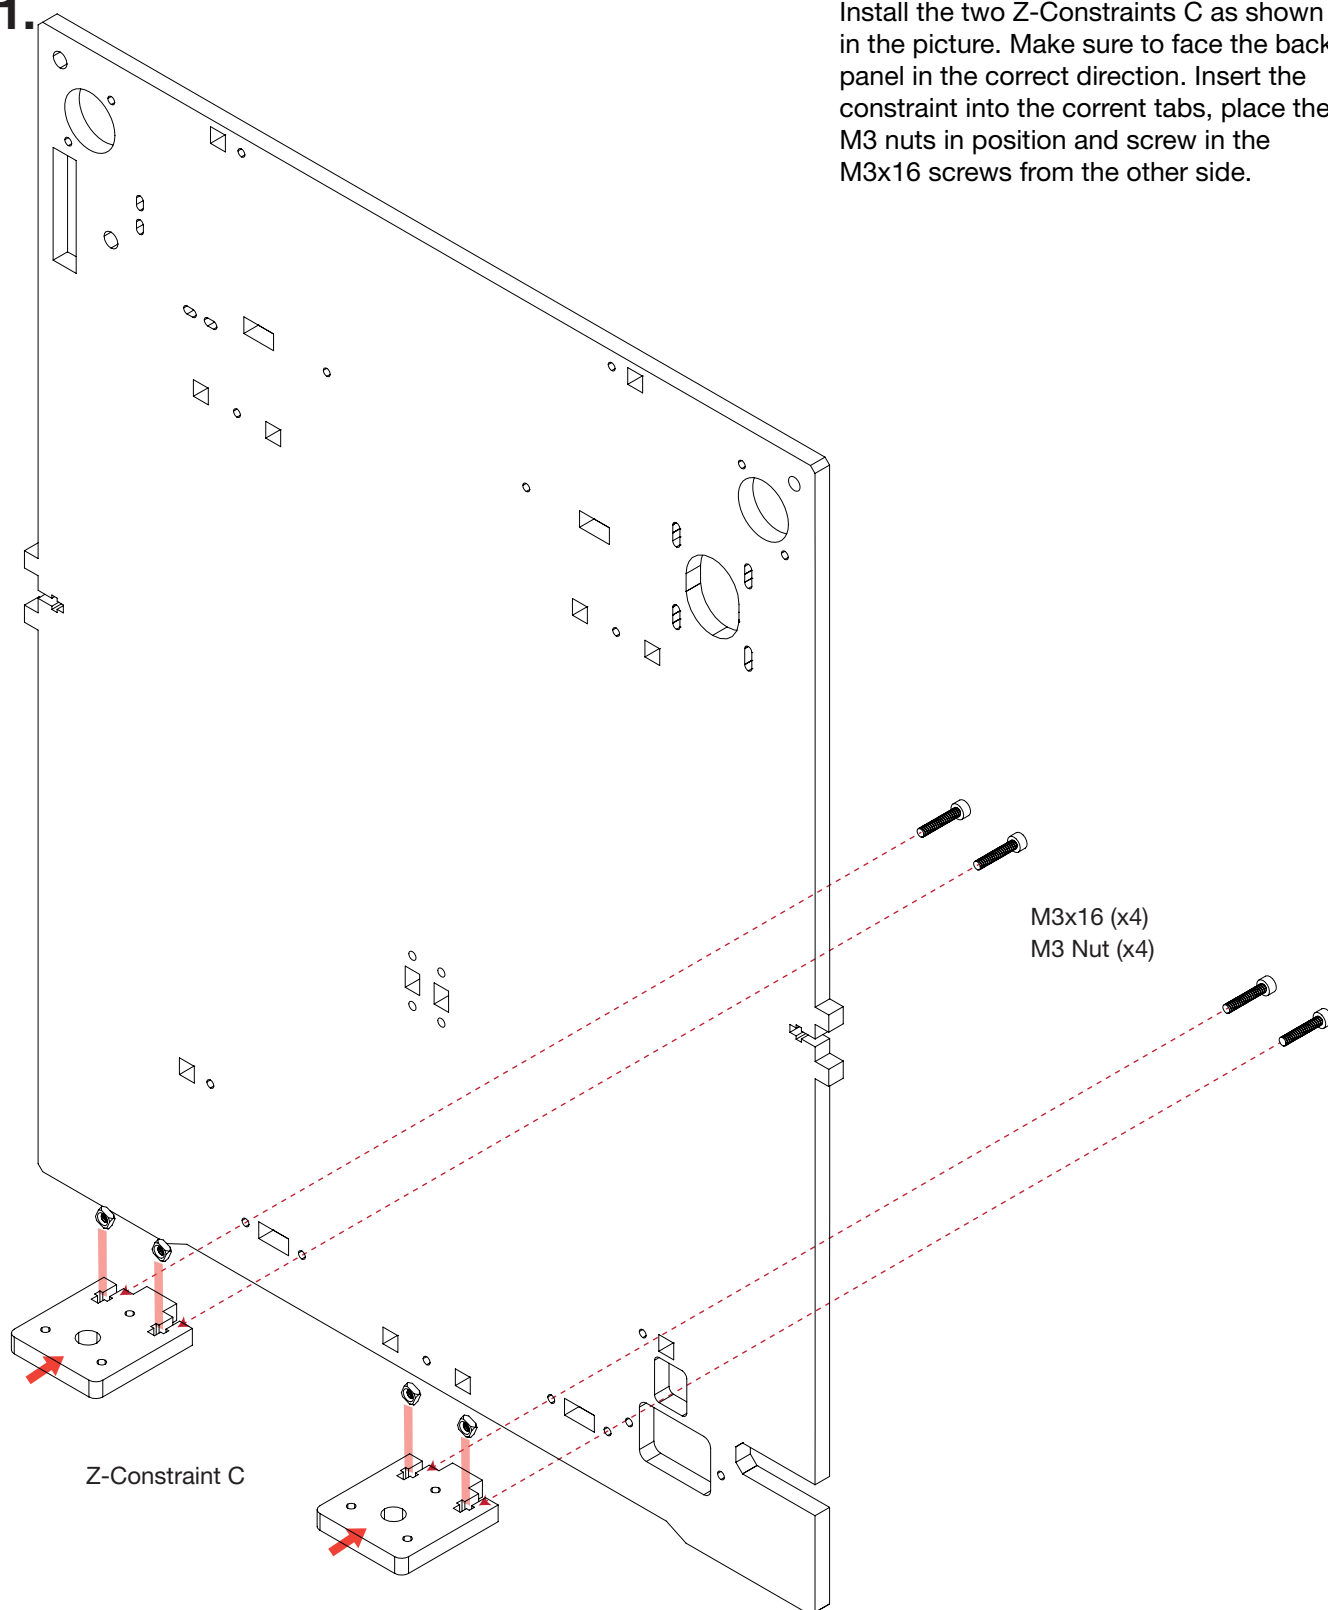 1.
Install the two Z-Constraints C as shown
in the picture. Make sure to face the back
panel in the correct direction. Insert the
constraint into the corrent tabs, place the
M3 nuts in position and screw in the
M3x16 screws from the other side.
M3x16 (x4)
M3 Nut (x4)
Z-Constraint C